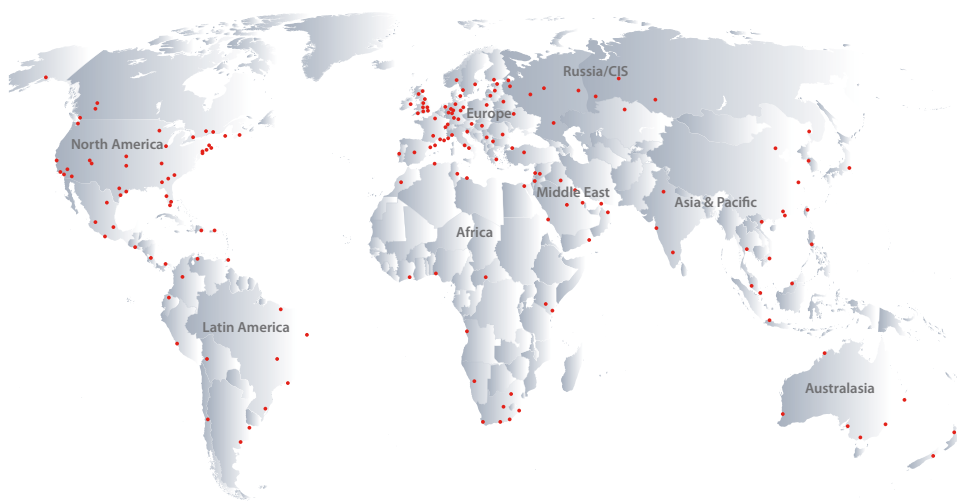 Russia/CIS
Europe
North America
Middle East
Asia & Pacific
Africa
Latin America
Australasia